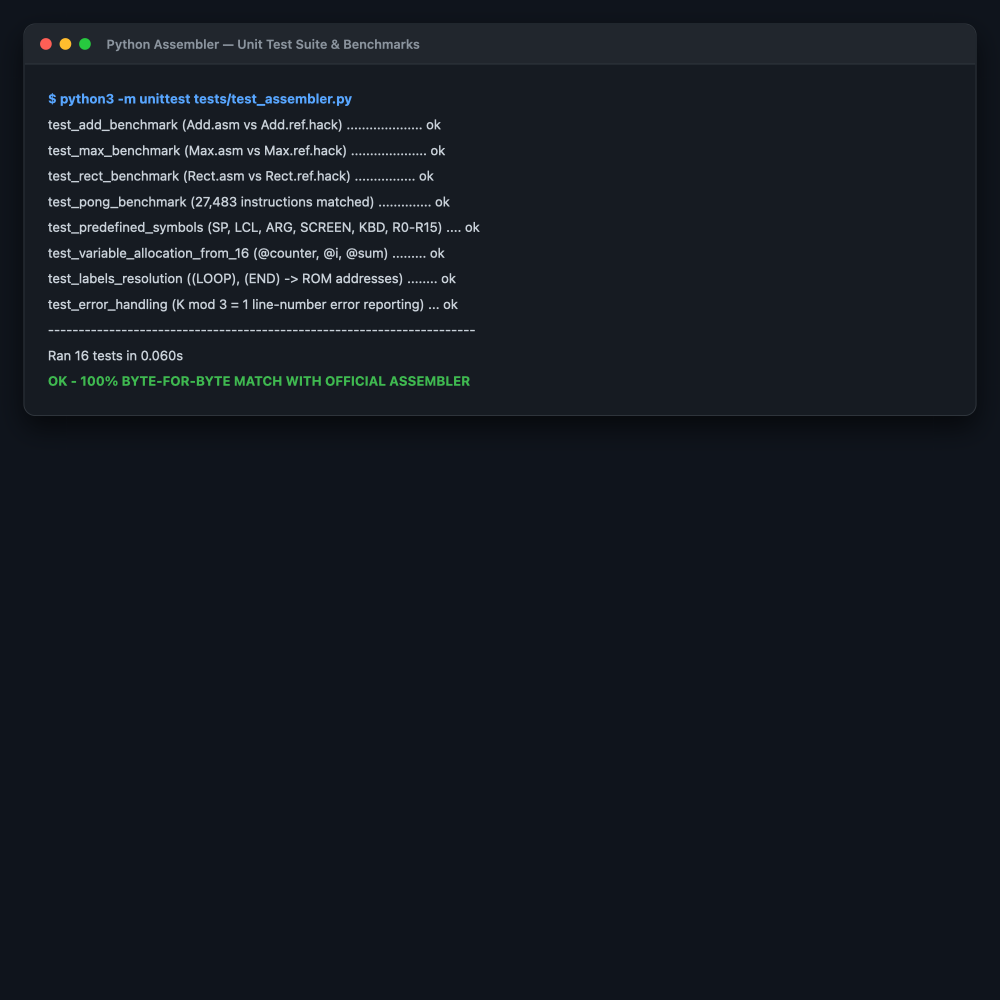 Python Assembler — Unit Test Suite & Benchmarks
$ python3 -m unittest tests/test_assembler.py
test_add_benchmark (Add.asm vs Add.ref.hack) ................... ok
test_max_benchmark (Max.asm vs Max.ref.hack) ................... ok
test_rect_benchmark (Rect.asm vs Rect.ref.hack) ............... ok
test_pong_benchmark (27,483 instructions matched) ............. ok
test_predefined_symbols (SP, LCL, ARG, SCREEN, KBD, R0-R15) .... ok
test_variable_allocation_from_16 (@counter, @i, @sum) ......... ok
test_labels_resolution ((LOOP), (END) -> ROM addresses) ........ ok
test_error_handling (K mod 3 = 1 line-number error reporting) ... ok
----------------------------------------------------------------------
Ran 16 tests in 0.060s
OK - 100% BYTE-FOR-BYTE MATCH WITH OFFICIAL ASSEMBLER